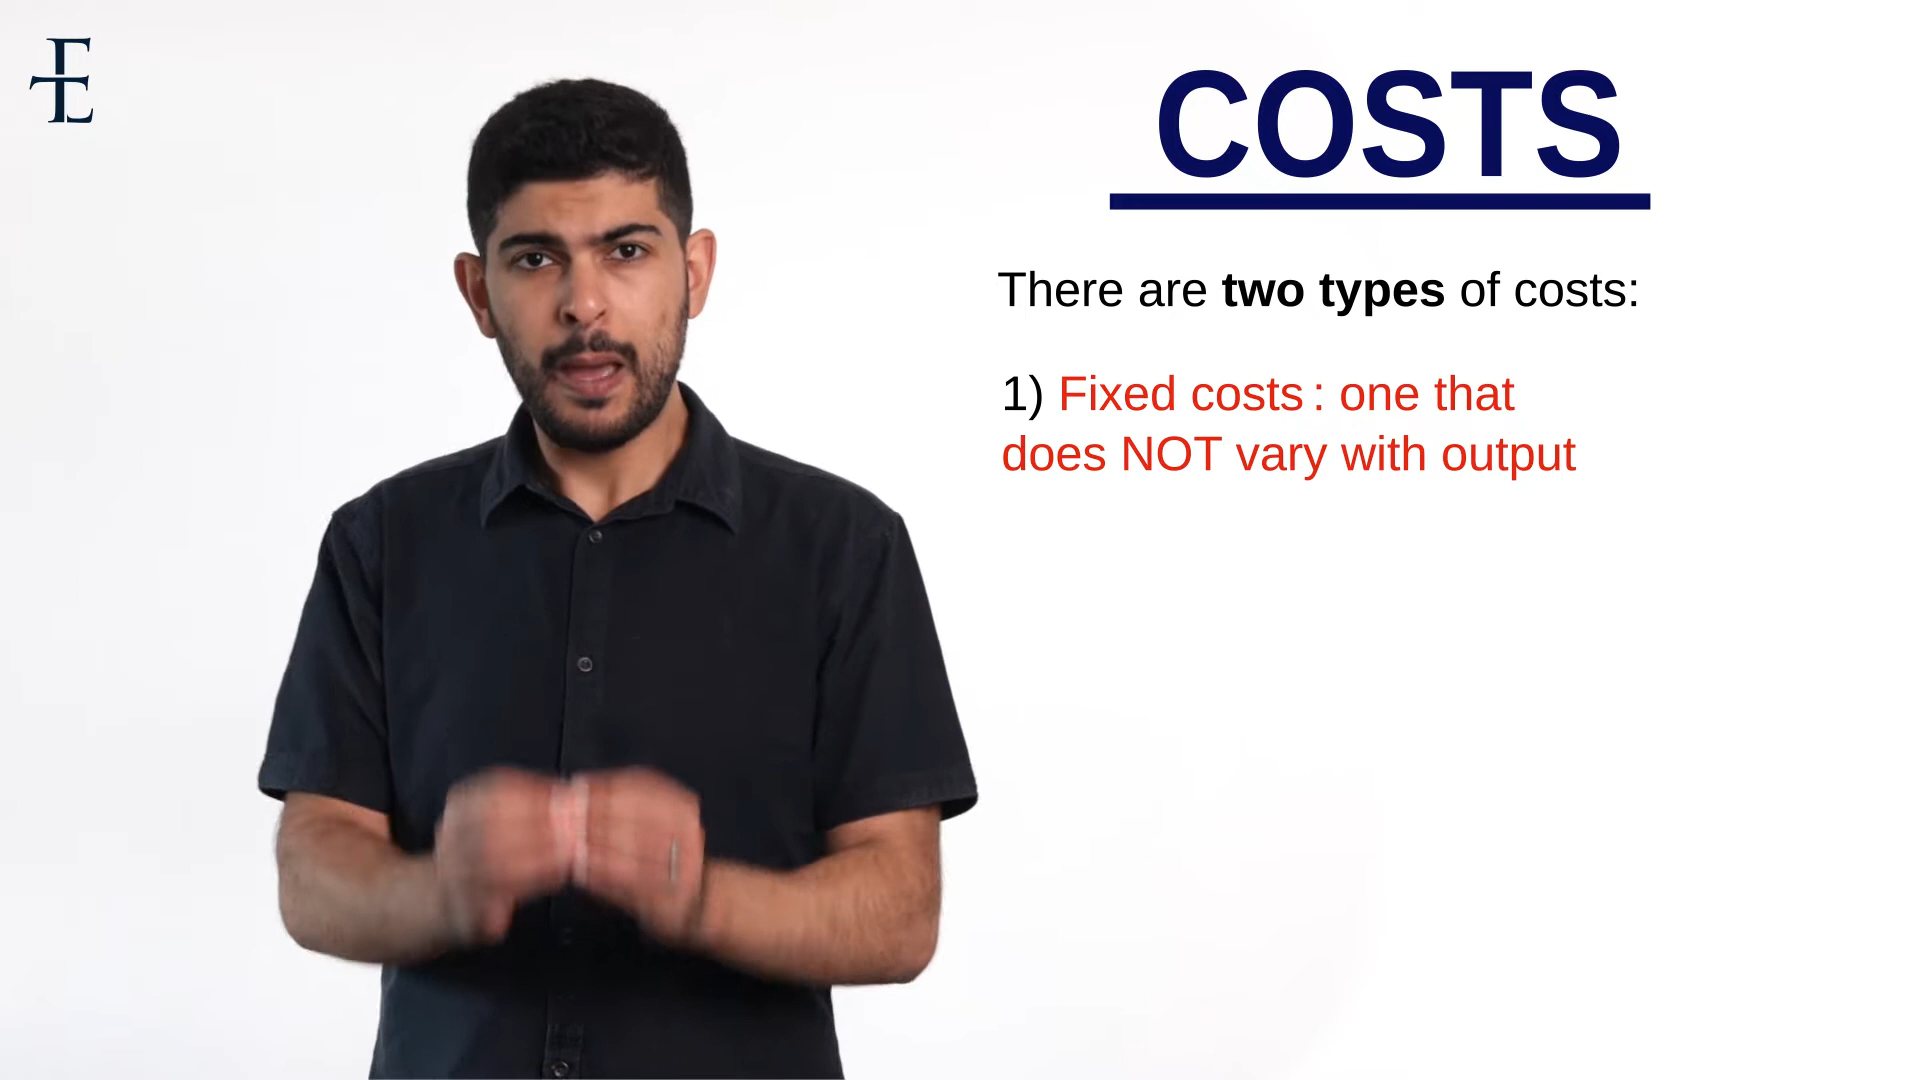 COSTS
There are two types of costs:
1) Fixed costs : one that
does NOT vary with output